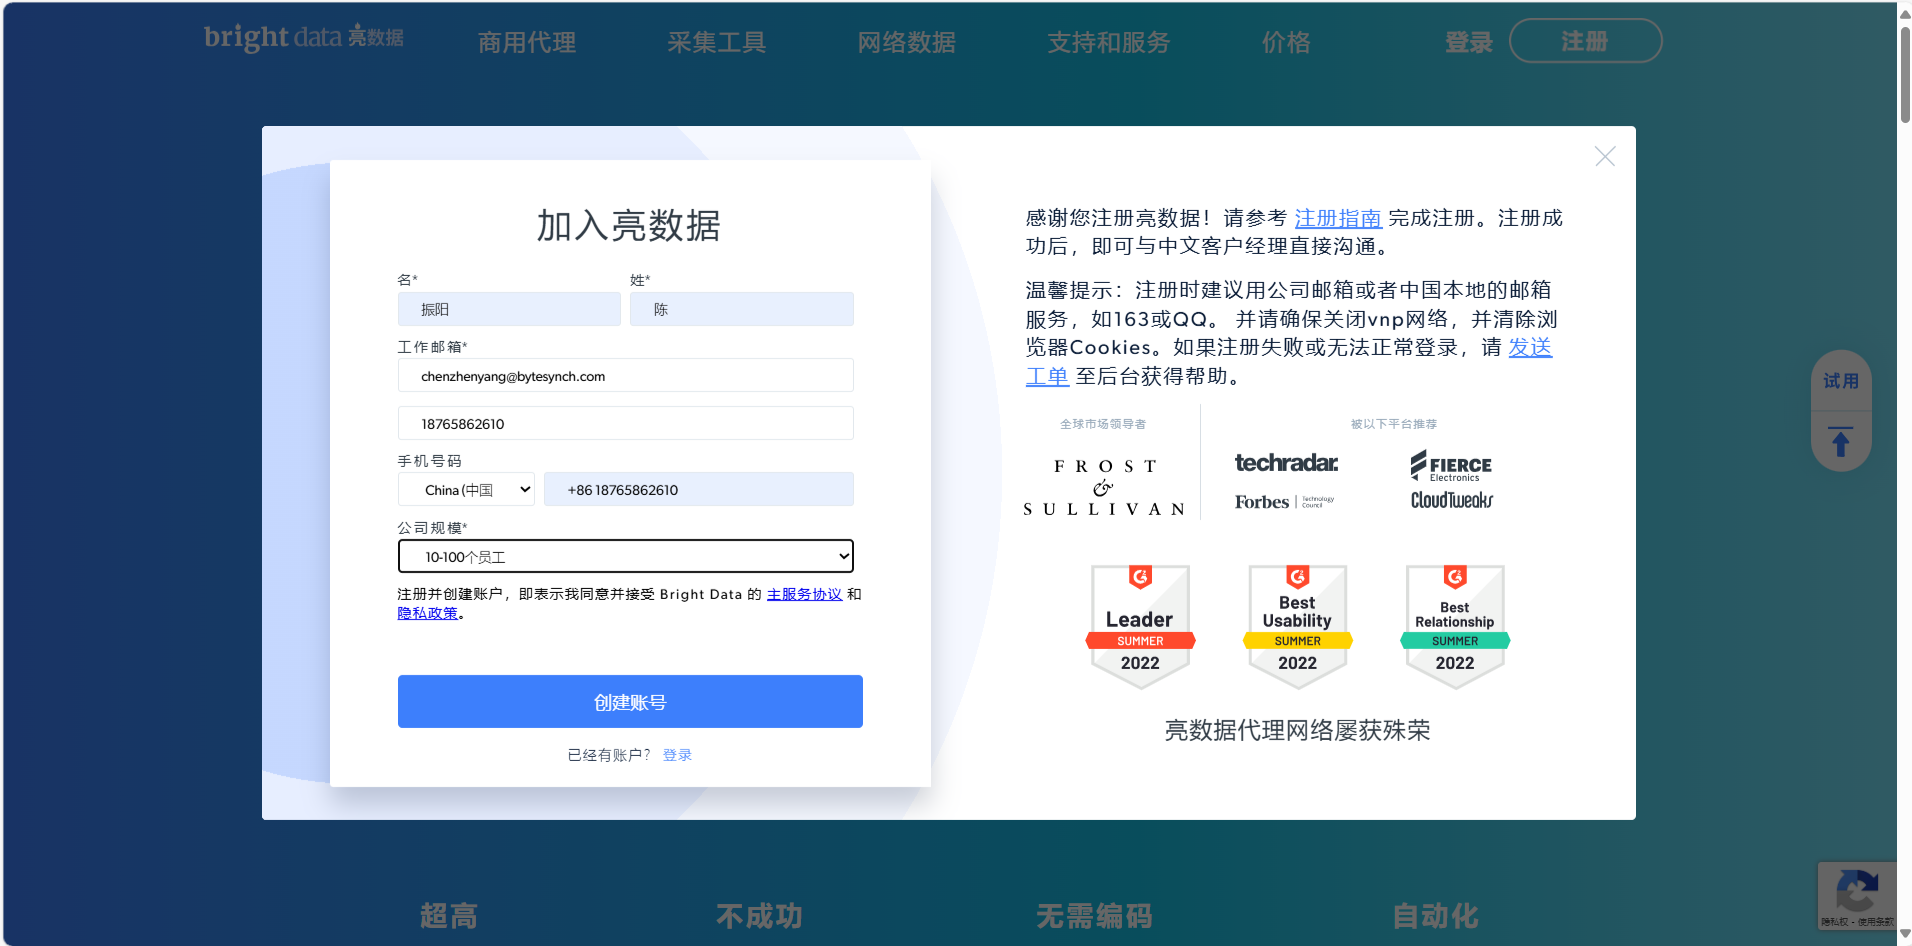 bright data 亮数据
商用代理
采集工具
网络数据
支持和服务
价格
登录
注册
加入亮数据
名*
姓*
振阳
陈
工作邮箱*
chenzhenyang@bytesynch.com
18765862610
手机号码
China (中国
+86 18765862610
公司规模*
10-100个员工
注册并创建账户，即表示我同意并接受 Bright Data 的 主服务协议 和
隐私政策。
创建账号
已经有账户？ 登录
感谢您注册亮数据！请参考 注册指南 完成注册。注册成
功后，即可与中文客户经理直接沟通。
温馨提示：注册时建议用公司邮箱或者中国本地的邮箱
服务，如163或QQ。 并请确保关闭vnp网络，并清除浏
览器Cookies。如果注册失败或无法正常登录，请 发送
工单 至后台获得帮助。
全球市场领导者
被以下平台推荐
FROST
&
SULLIVAN
techradar.
FIERCE
Electronics
Forbes | Technology
Council
CloudTweaks
Leader
SUMMER
2022
Best
Usability
SUMMER
2022
Best
Relationship
SUMMER
2022
亮数据代理网络屡获殊荣
试用
超高
不成功
无需编码
自动化
隐私权 - 使用条款